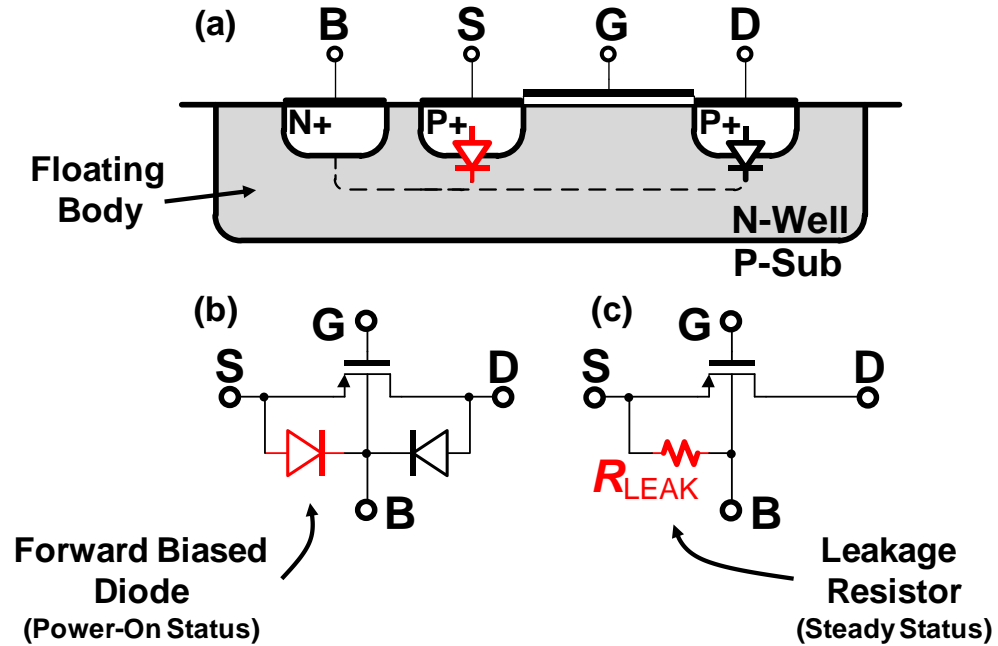 (a) B S G D
N+ P+ P+
Floating
Body
N-Well
P-Sub
(b) (c)
G G
S D S D
RLEAK
B B
Forward Biased
Diode
(Power-On Status)
Leakage
Resistor
(Steady Status)